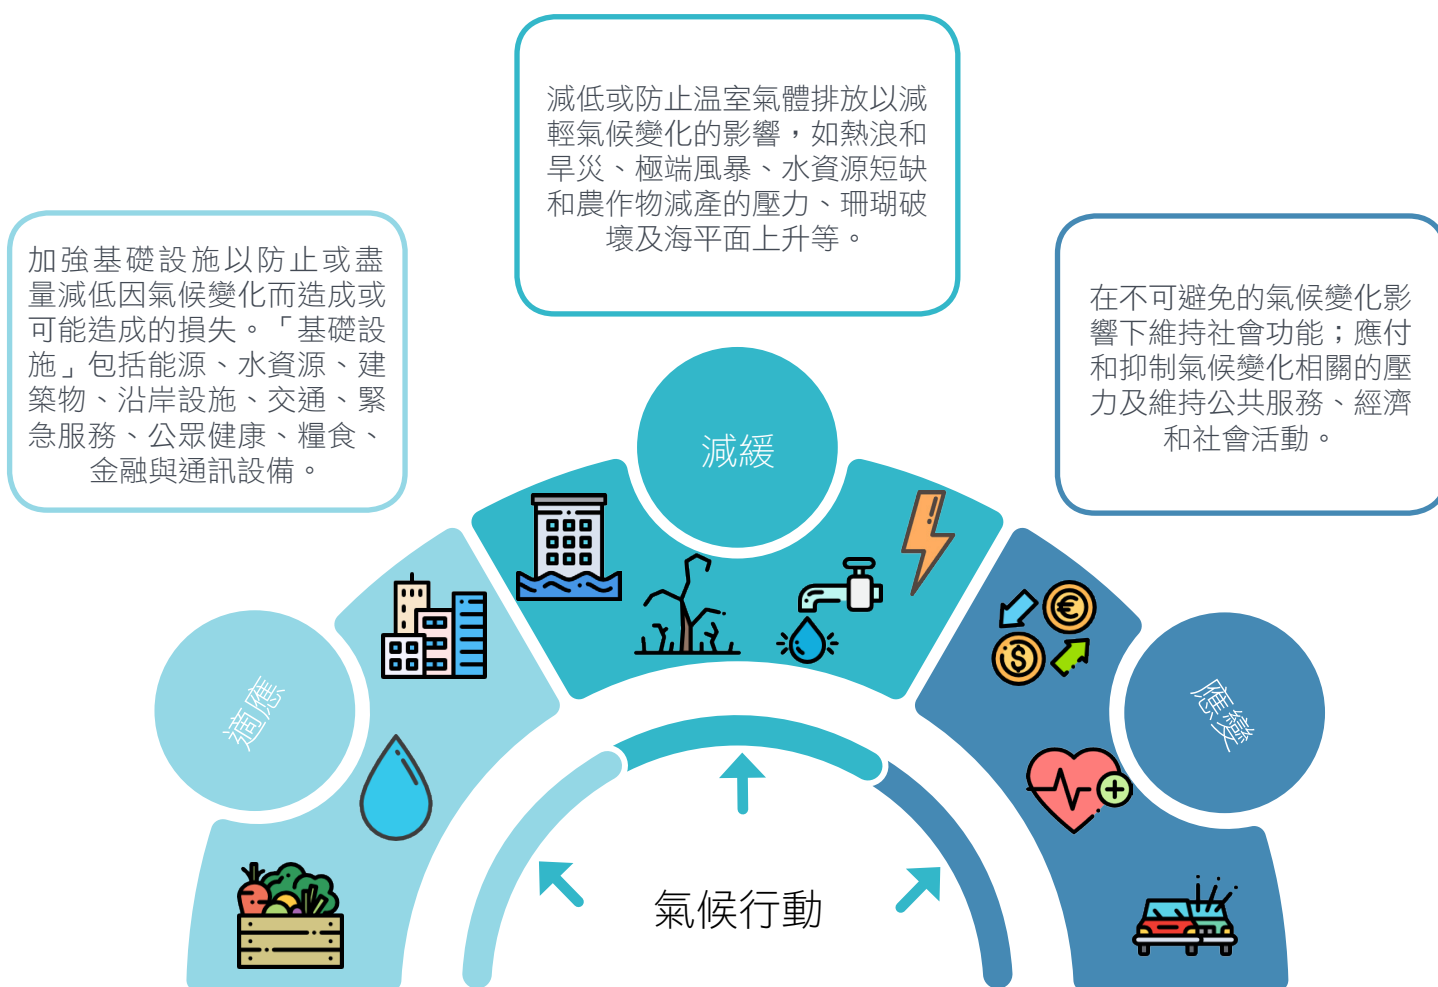 減低或防止温室氣體排放以減
輕氣候變化的影響，如熱浪和
旱災、極端風暴、水資源短缺
和農作物減產的壓力、珊瑚破
壞及海平面上升等。
加強基礎設施以防止或盡
量減低因氣候變化而造成或
可能造成的損失。「基礎設
施」包括能源、水資源、建
築物、沿岸設施、交通、緊
急服務、公眾健康、糧食、
金融與通訊設備。
在不可避免的氣候變化影
響下維持社會功能；應付
和抑制氣候變化相關的壓
力及維持公共服務、經濟
和社會活動。
減緩
適應
應變
氣候行動